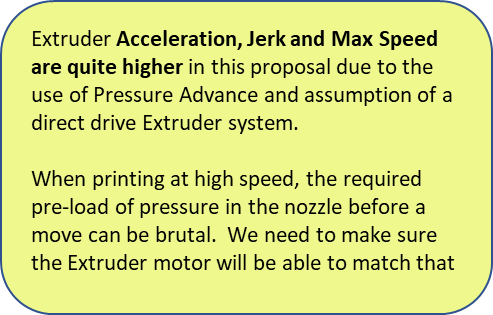 Extruder Acceleration, Jerk and Max Speed
are quite higher in this proposal due to the
use of Pressure Advance and assumption of a
direct drive Extruder system.
When printing at high speed, the required
pre-load of pressure in the nozzle before a
move can be brutal.  We need to make sure
the Extruder motor will be able to match that